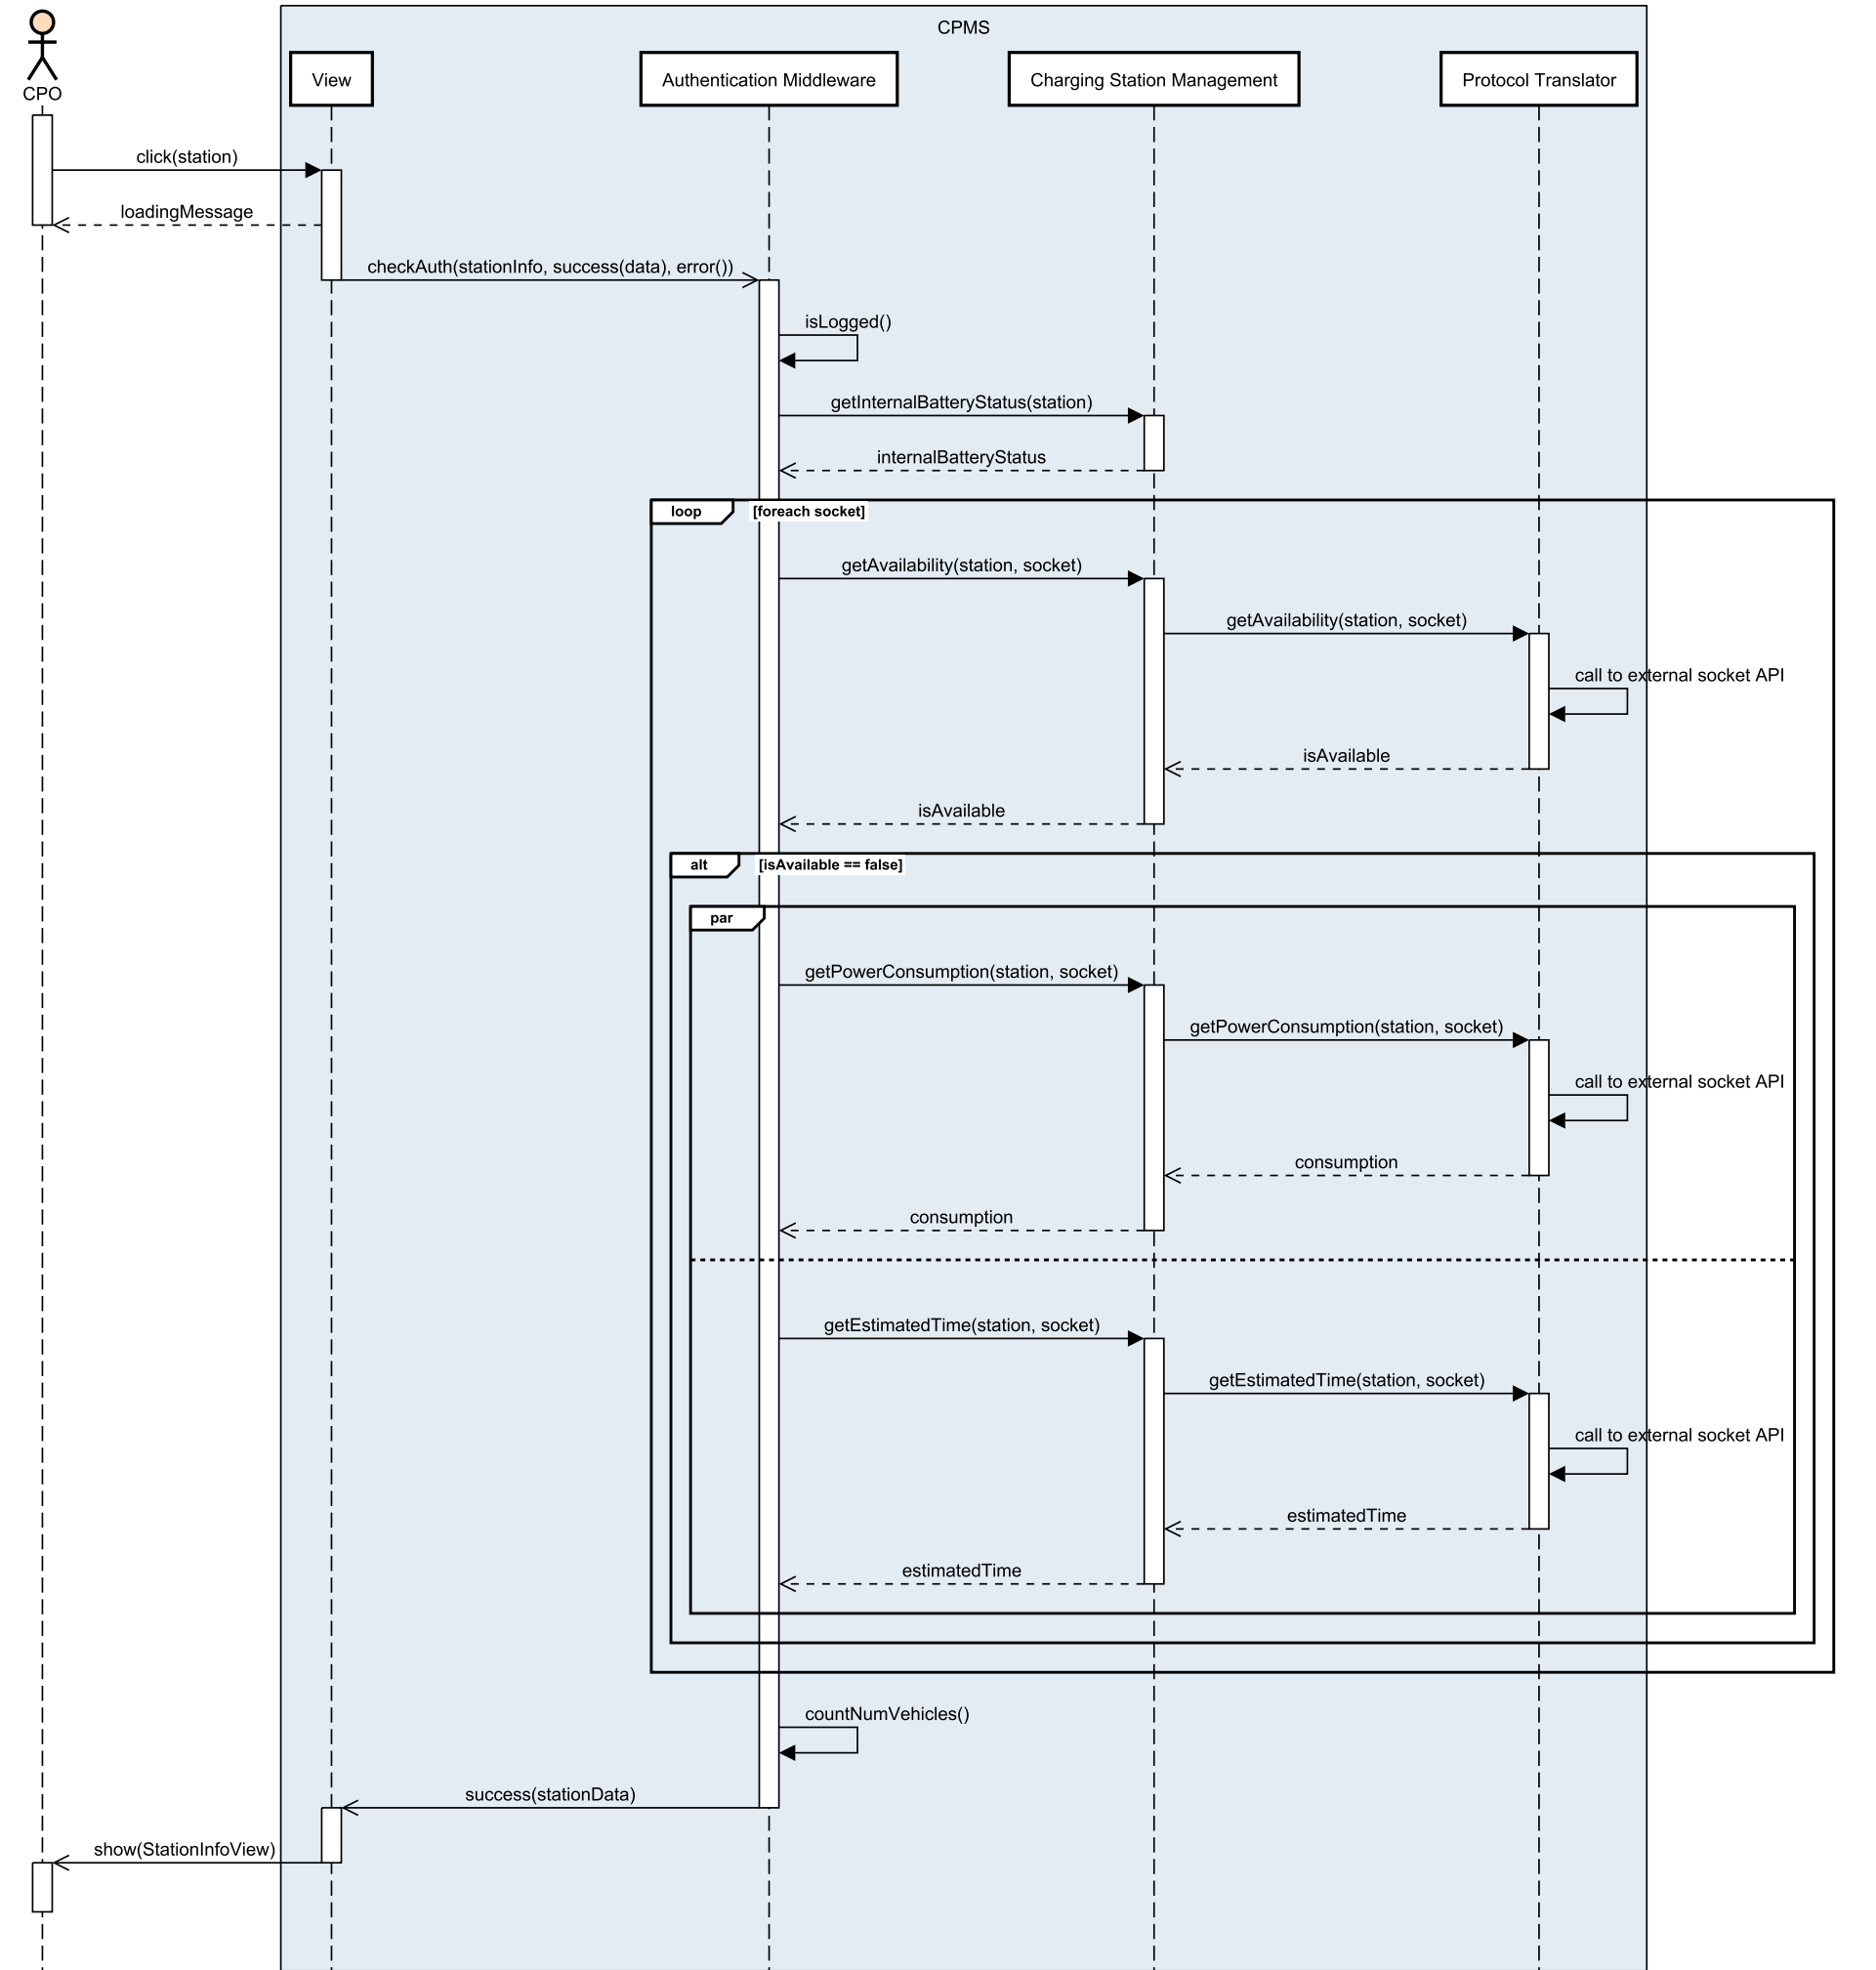 CPMS
CPO
View
Authentication Middleware
Charging Station Management
Protocol Translator
click(station)
loadingMessage
checkAuth(stationInfo, success(data), error())
isLogged()
getInternalBatteryStatus(station)
internalBatteryStatus
loop [foreach socket]
getAvailability(station, socket)
getAvailability(station, socket)
call to external socket API
isAvailable
isAvailable
alt [isAvailable == false]
par
getPowerConsumption(station, socket)
getPowerConsumption(station, socket)
call to external socket API
consumption
consumption
getEstimatedTime(station, socket)
getEstimatedTime(station, socket)
call to external socket API
estimatedTime
estimatedTime
countNumVehicles()
success(stationData)
show(StationInfoView)